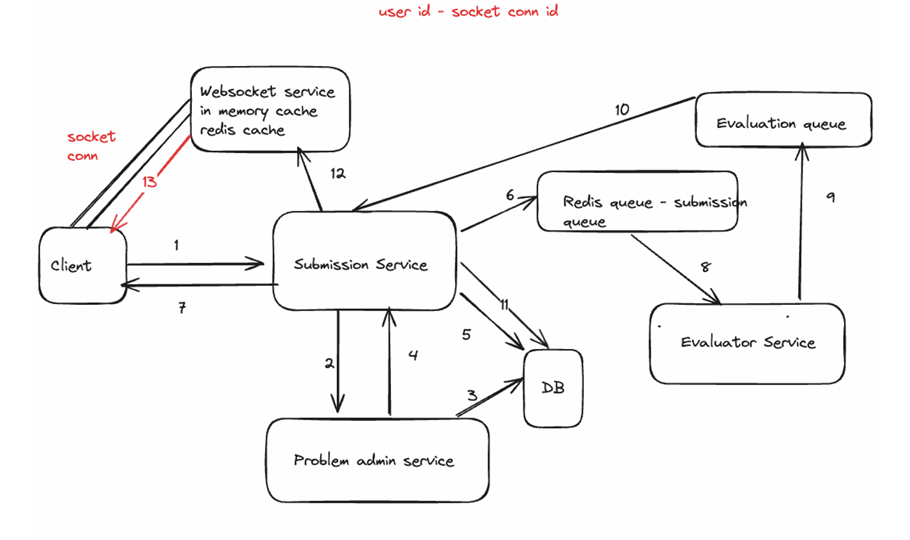 user id - socket conn id
Websocket service
in memory cache
redis cache
socket
conn
13
12
10
Evaluation queue
6
Redis queue - submission
queue
9
Client
1
7
Submission Service
8
11
5
Evaluator Service
2
4
3
DB
Problem admin service